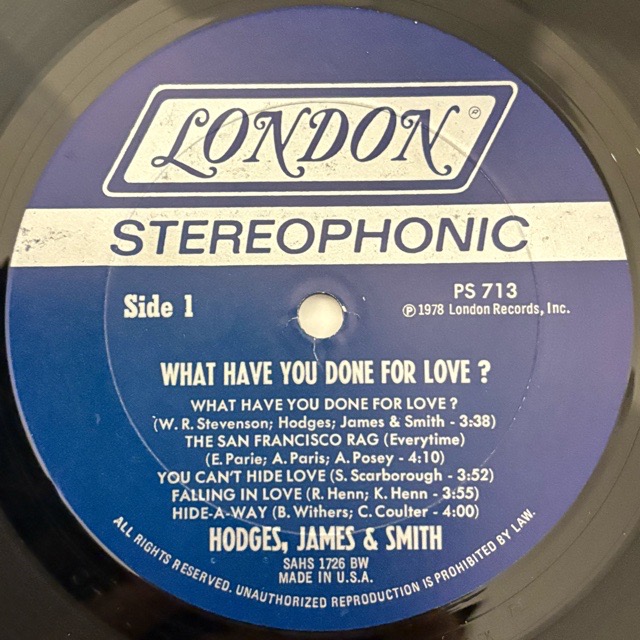 LONDON®
STEREOPHONIC
Side 1
PS 713
℗ 1978 London Records, Inc.
WHAT HAVE YOU DONE FOR LOVE ?
WHAT HAVE YOU DONE FOR LOVE ?
(W. R. Stevenson; Hodges; James & Smith - 3:38)
THE SAN FRANCISCO RAG (Everytime)
(E. Parie; A. Paris; A. Posey - 4:10)
YOU CAN'T HIDE LOVE (S. Scarborough - 3:52)
FALLING IN LOVE (R. Henn; K. Henn - 3:55)
HIDE-A-WAY (B. Withers; C. Coulter - 4:00)
HODGES, JAMES & SMITH
SAHS 1726 BW
MADE IN U.S.A.
ALL RIGHTS RESERVED. UNAUTHORIZED REPRODUCTION IS PROHIBITED BY LAW.